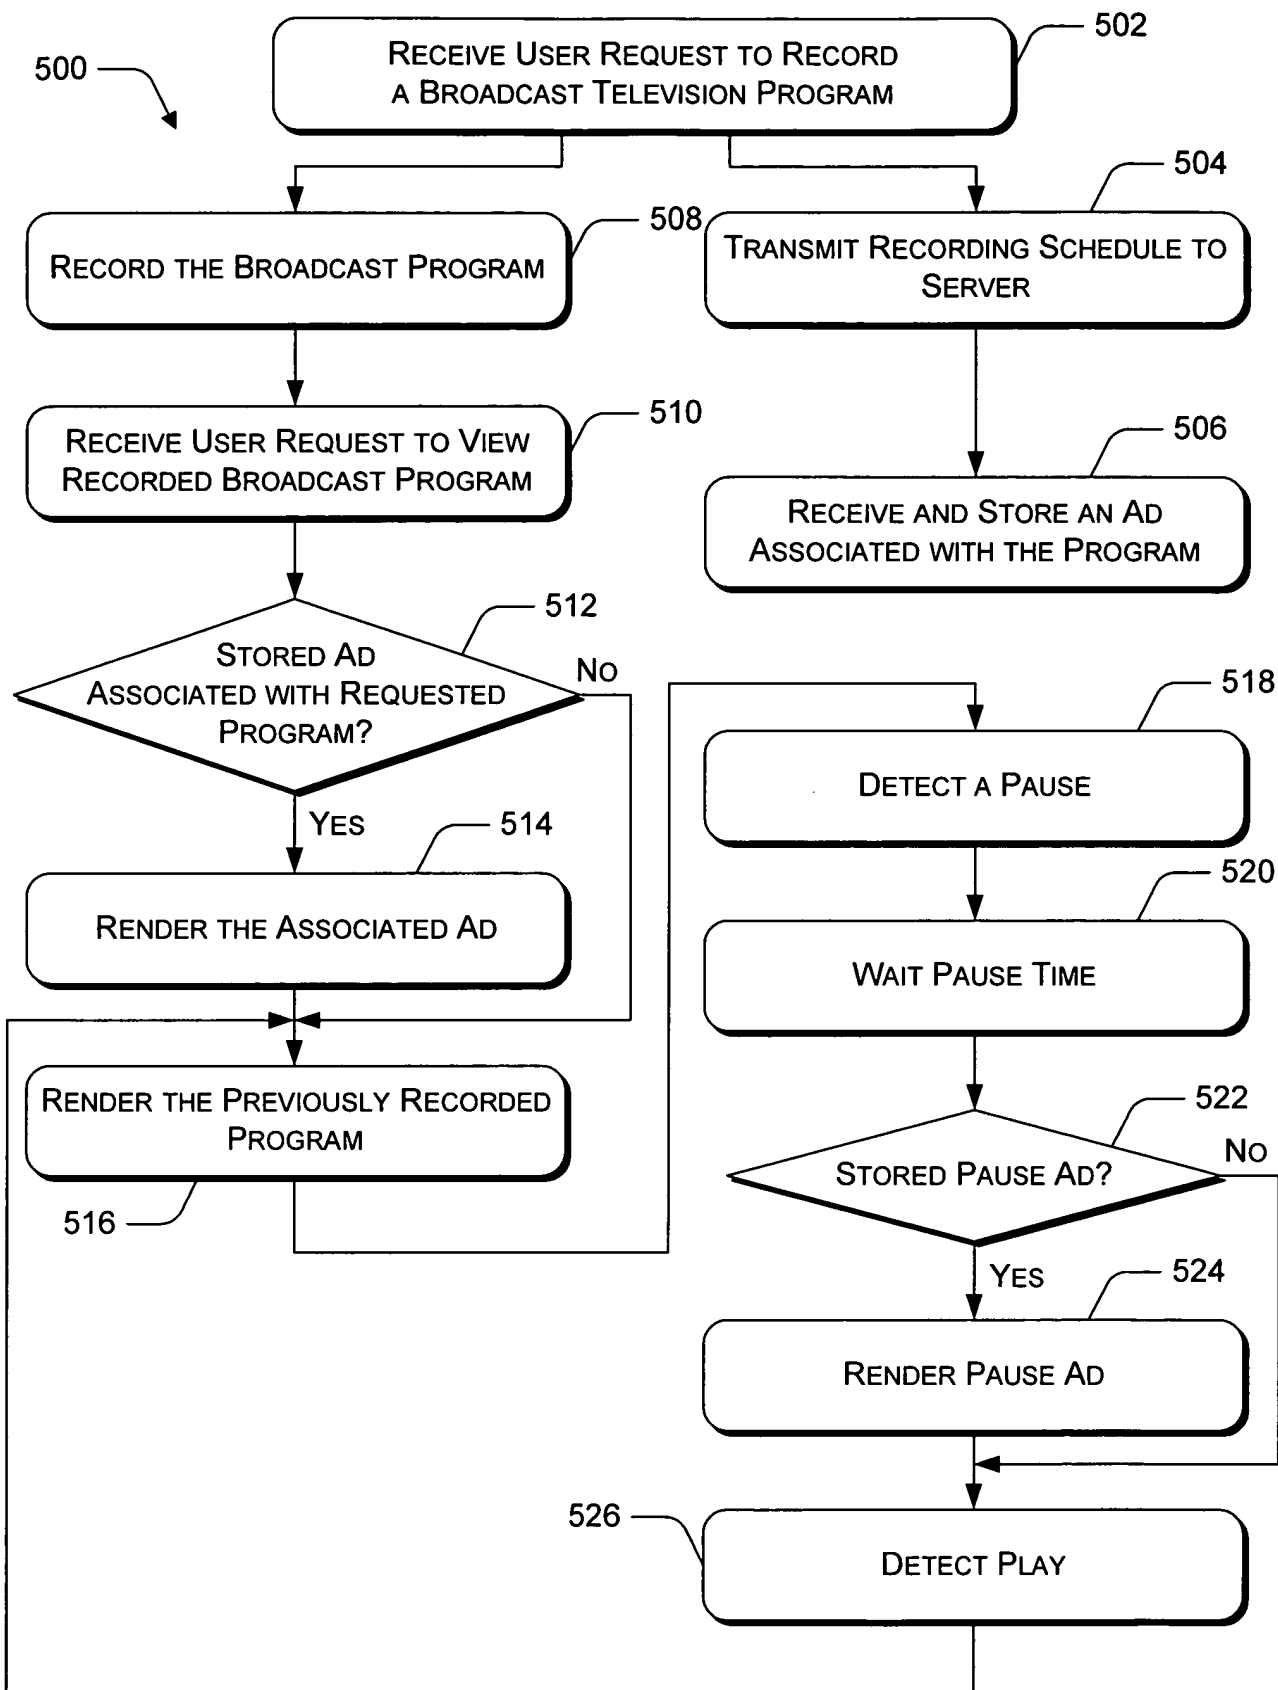 500
502
RECEIVE USER REQUEST TO RECORD
A BROADCAST TELEVISION PROGRAM
508
RECORD THE BROADCAST PROGRAM
504
TRANSMIT RECORDING SCHEDULE TO
SERVER
510
RECEIVE USER REQUEST TO VIEW
RECORDED BROADCAST PROGRAM
506
RECEIVE AND STORE AN AD
ASSOCIATED WITH THE PROGRAM
512
STORED AD
ASSOCIATED WITH REQUESTED
PROGRAM?
NO
YES
514
RENDER THE ASSOCIATED AD
RENDER THE PREVIOUSLY RECORDED
PROGRAM
516
518
DETECT A PAUSE
520
WAIT PAUSE TIME
522
STORED PAUSE AD?
NO
YES
524
RENDER PAUSE AD
526
DETECT PLAY